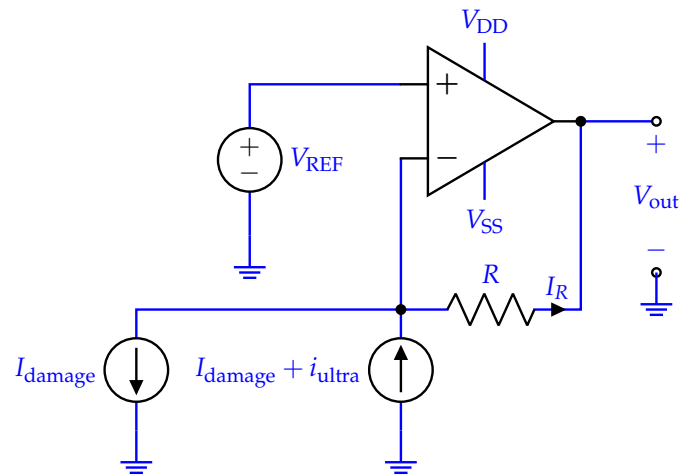 V_DD
+
−
+
−
V_REF
V_SS
+
V_out
−
R
I_R
I_damage
I_damage + i_ultra